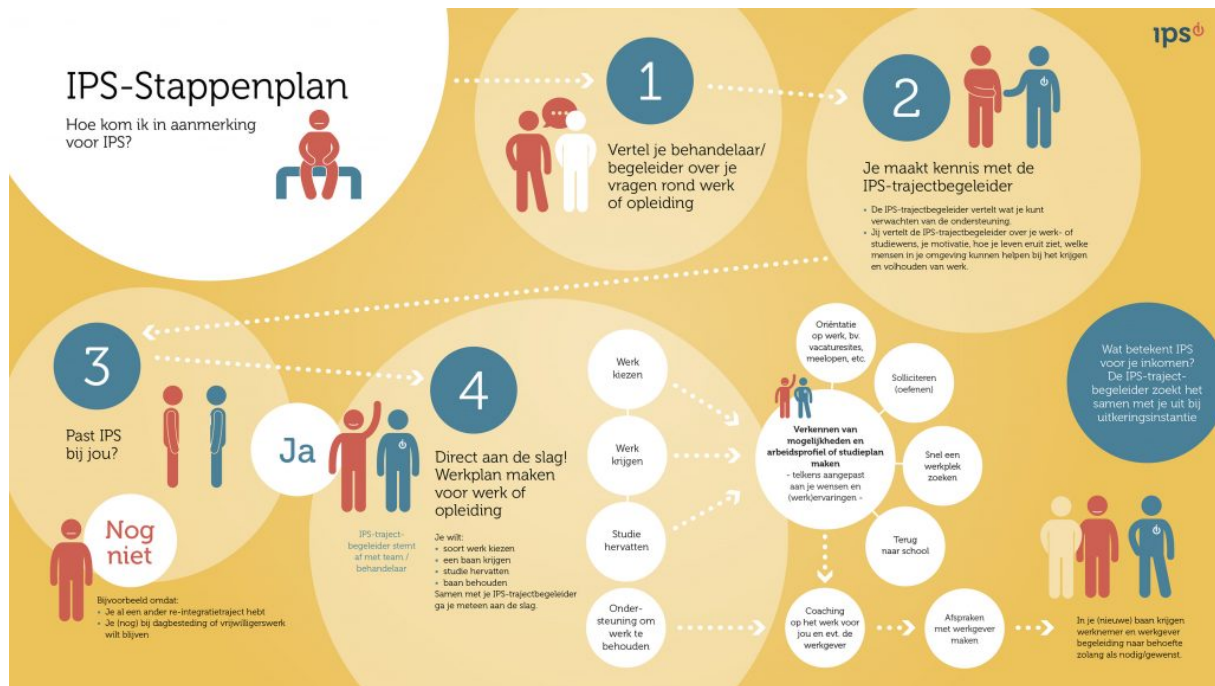 ips
IPS-Stappenplan
Hoe kom ik in aanmerking
voor IPS?
1
Vertel je behandelaar/
begeleider over je
vragen rond werk
of opleiding
2
Je maakt kennis met de
IPS-trajectbegeleider
• De IPS-trajectbegeleider vertelt wat je kunt
verwachten van de ondersteuning.
• Jij vertelt de IPS-trajectbegeleider over je werk- of
studiewens, je motivatie, hoe je leven eruit ziet, welke
mensen in je omgeving kunnen helpen bij het krijgen
en volhouden van werk.
3
Past IPS
bij jou?
Ja
Nog
niet
Bijvoorbeeld omdat:
• Je al een ander re-integratietraject hebt
• Je (nog) bij dagbesteding of vrijwilligerswerk
wilt blijven
IPS-traject-
begeleider stemt
af met team /
behandelaar
4
Direct aan de slag!
Werkplan maken
voor werk of
opleiding
Je wilt:
• soort werk kiezen
• een baan krijgen
• studie hervatten
• baan behouden
Samen met je IPS-trajectbegeleider
ga je meteen aan de slag.
Werk
kiezen
Werk
krijgen
Studie
hervatten
Onder-
steuning om
werk te
behouden
Verkennen van
mogelijkheden en
arbeidsprofiel of studieplan
maken
- telkens aangepast
aan je wensen en
(werk)ervaringen -
Oriëntatie
op werk, bv.
vacaturesites,
meelopen, etc.
Solliciteren
(oefenen)
Snel een
werkplek
zoeken
Terug
naar school
Coaching
op het werk voor
jou en evt. de
werkgever
Afspraken
met werkgever
maken
Wat betekent IPS
voor je inkomen?
De IPS-traject-
begeleider zoekt het
samen met je uit bij
uitkeringsinstantie
In je (nieuwe) baan krijgen
werknemer en werkgever
begeleiding naar behoefte
zolang als nodig/gewenst.